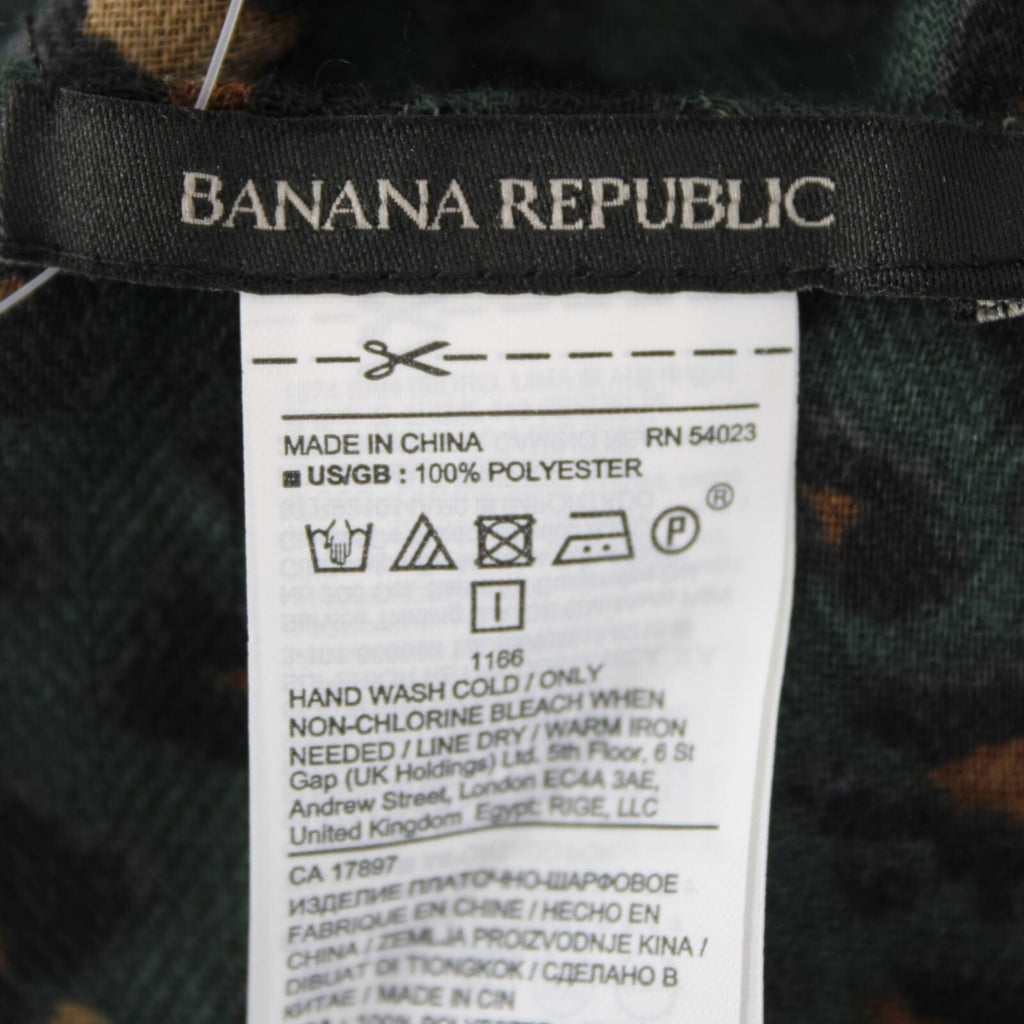 BANANA REPUBLIC
MADE IN CHINA RN 54023
US/GB : 100% POLYESTER
P ®
1166
HAND WASH COLD / ONLY
NON-CHLORINE BLEACH WHEN
NEEDED / LINE DRY / WARM IRON
Gap (UK Holdings) Ltd. 5th Floor, 6 St
Andrew Street, London EC4A 3AE,
United Kingdom Egypt: RIGE, LLC
CA 17897
ИЗДЕЛИЕ ПЛАТОЧНО-ШАРФОВОЕ
FABRIQUE EN CHINE / HECHO EN
CHINA / ZEMLJA PROIZVODNJE KINA /
DIBUAT DI TIONGKOK / СДЕЛАНО В
КИТАЕ / MADE IN CIN